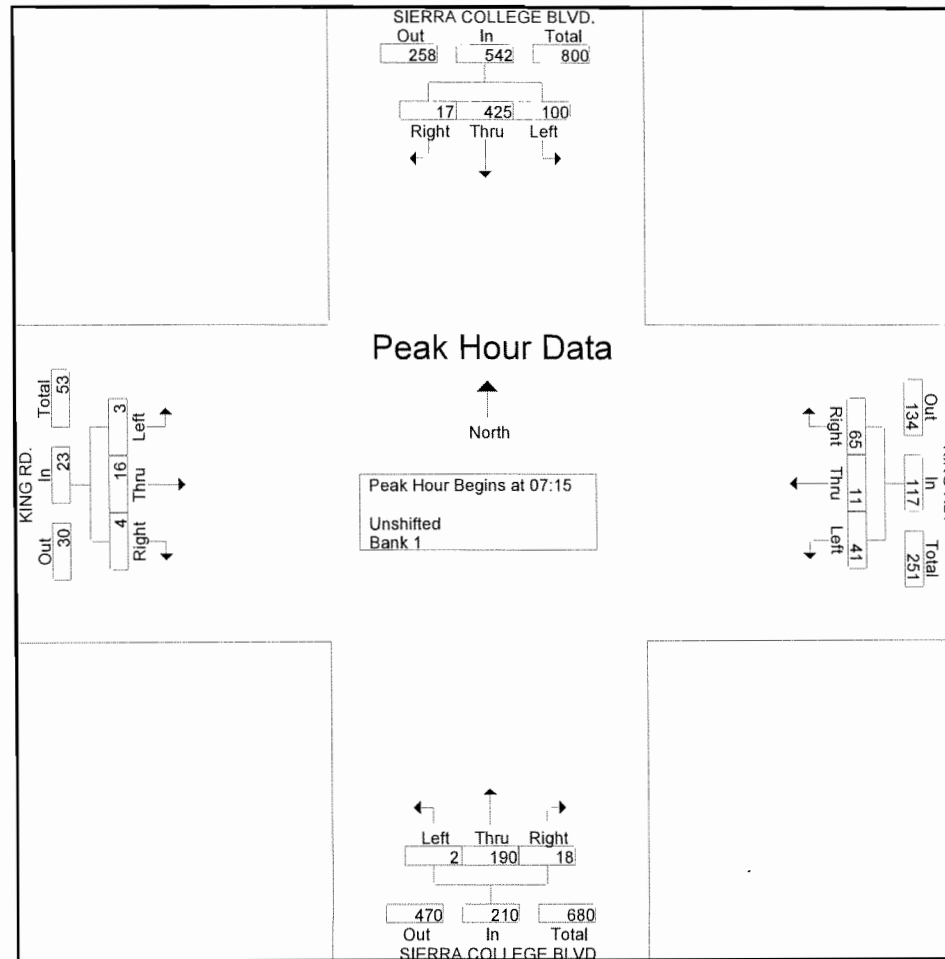 SIERRA COLLEGE BLVD.
Out In Total
258 542 800
17 425 100
Right Thru Left
Peak Hour Data
North
Peak Hour Begins at 07:15
Unshifted
Bank 1
KING RD.
Out In Total
30 23 53
4 16 3
Right Thru Left
Right Thru Left
65 11 41
Out In Total
134 117 251
Left Thru Right
2 190 18
470 210 680
Out In Total
SIERRA COLLEGE BLVD